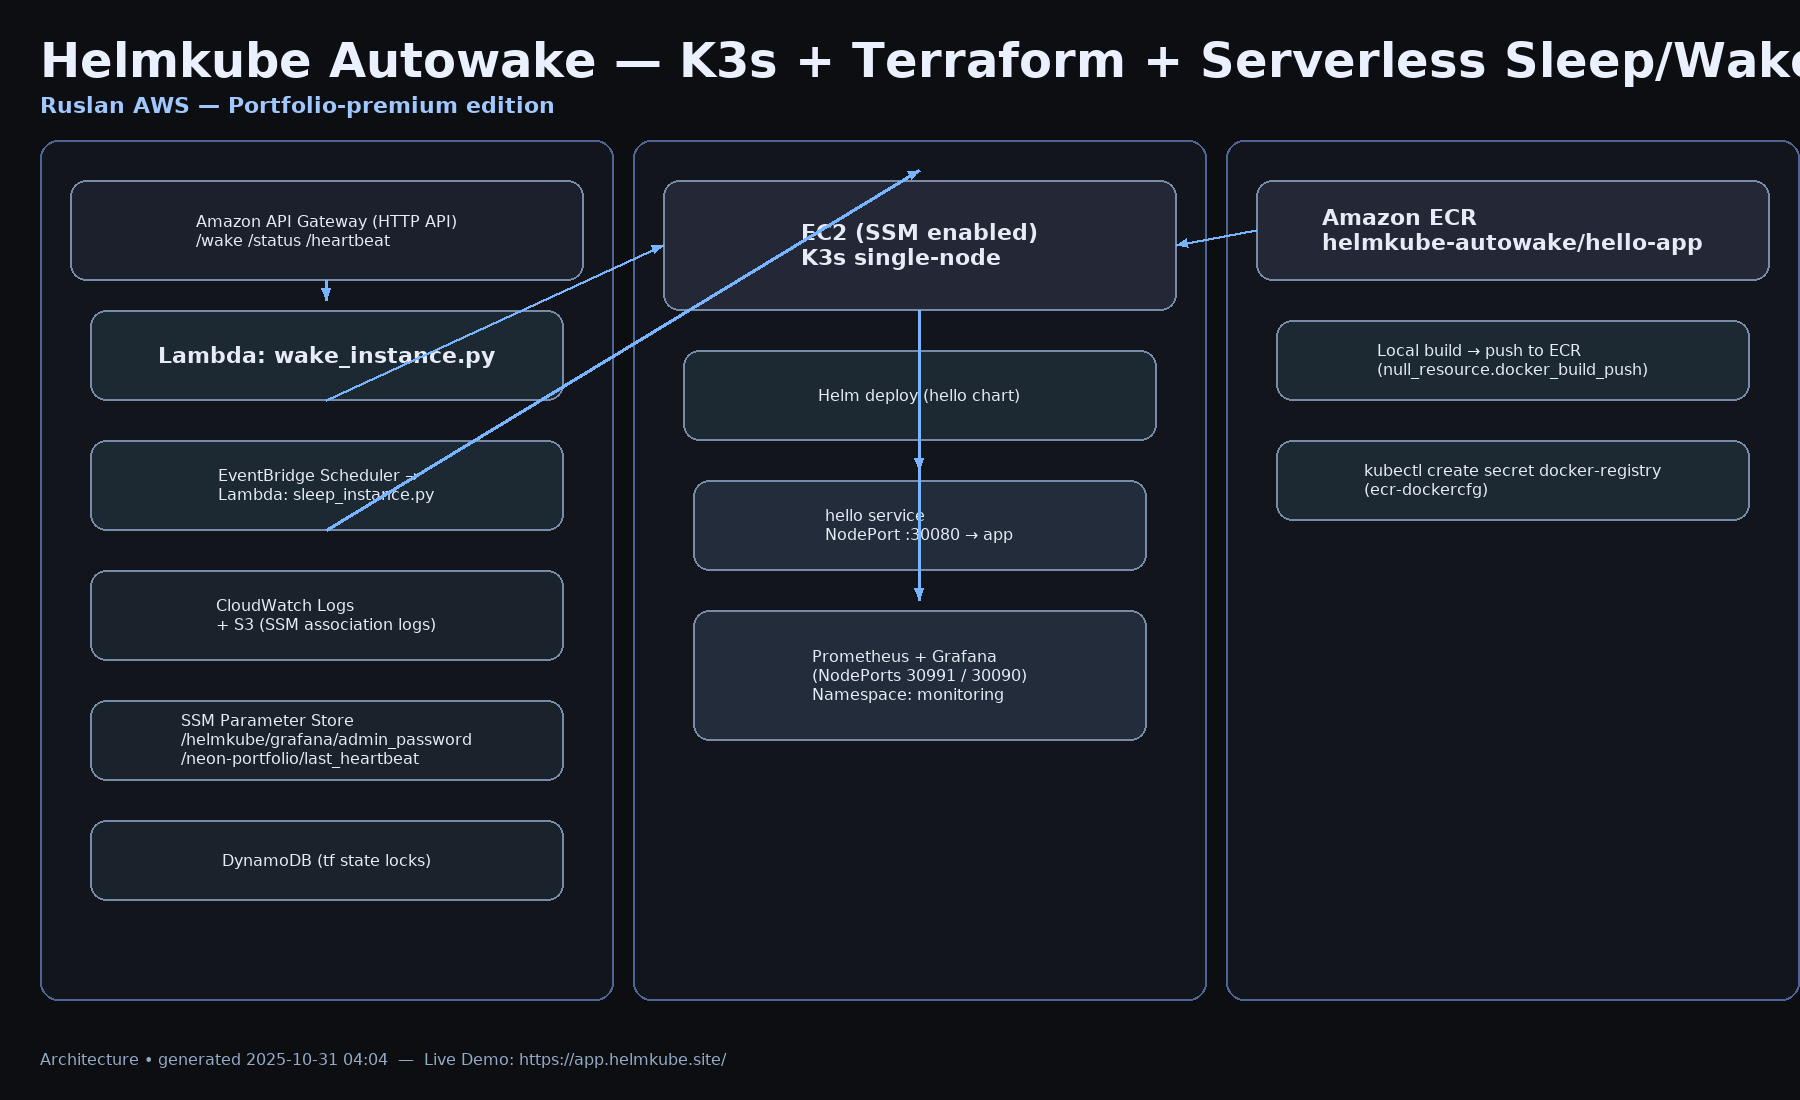 Helmkube Autowake — K3s + Terraform + Serverless Sleep/Wake
Ruslan AWS — Portfolio-premium edition
Amazon API Gateway (HTTP API)
/wake /status /heartbeat
Lambda: wake_instance.py
EventBridge Scheduler →
Lambda: sleep_instance.py
CloudWatch Logs
+ S3 (SSM association logs)
SSM Parameter Store
/helmkube/grafana/admin_password
/neon-portfolio/last_heartbeat
DynamoDB (tf state locks)
EC2 (SSM enabled)
K3s single-node
Helm deploy (hello chart)
hello service
NodePort :30080 → app
Prometheus + Grafana
(NodePorts 30991 / 30090)
Namespace: monitoring
Amazon ECR
helmkube-autowake/hello-app
Local build → push to ECR
(null_resource.docker_build_push)
kubectl create secret docker-registry
(ecr-dockercfg)
Architecture • generated 2025-10-31 04:04 — Live Demo: https://app.helmkube.site/